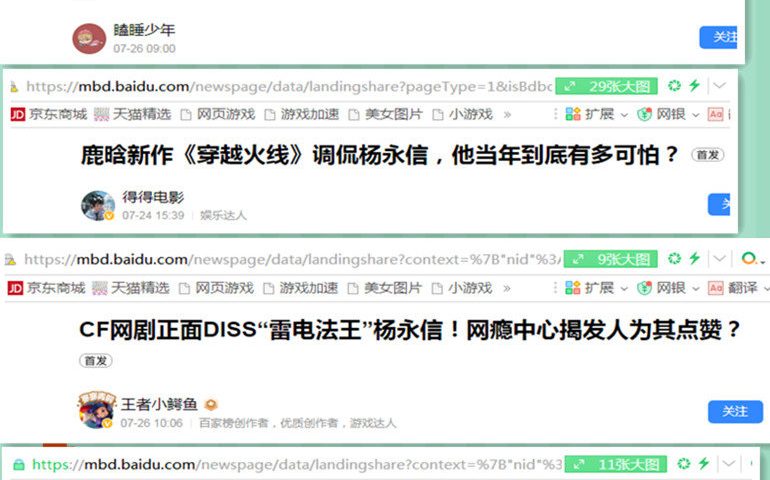 瞌睡少年
07-26 09:00
关注
https://mbd.baidu.com/newspage/data/landingshare?pageType=1&isBdbc 29张大图
JD 京东商城 天猫精选 网页游戏 游戏加速 美女图片 小游戏 » 扩展 网银 Aa
鹿晗新作《穿越火线》调侃杨永信，他当年到底有多可怕？ 首发
得得电影
07-24 15:39 娱乐达人
关
https://mbd.baidu.com/newspage/data/landingshare?context=%7B"nid"%3A 9张大图
JD 京东商城 天猫精选 网页游戏 游戏加速 美女图片 小游戏 » 扩展 网银 Aa 翻译
CF网剧正面DISS“雷电法王”杨永信！网瘾中心揭发人为其点赞？
首发
王者小鳄鱼
07-26 10:06 百家榜创作者，优质创作者，游戏达人
关注
https://mbd.baidu.com/newspage/data/landingshare?context=%7B"nid"%3 11张大图